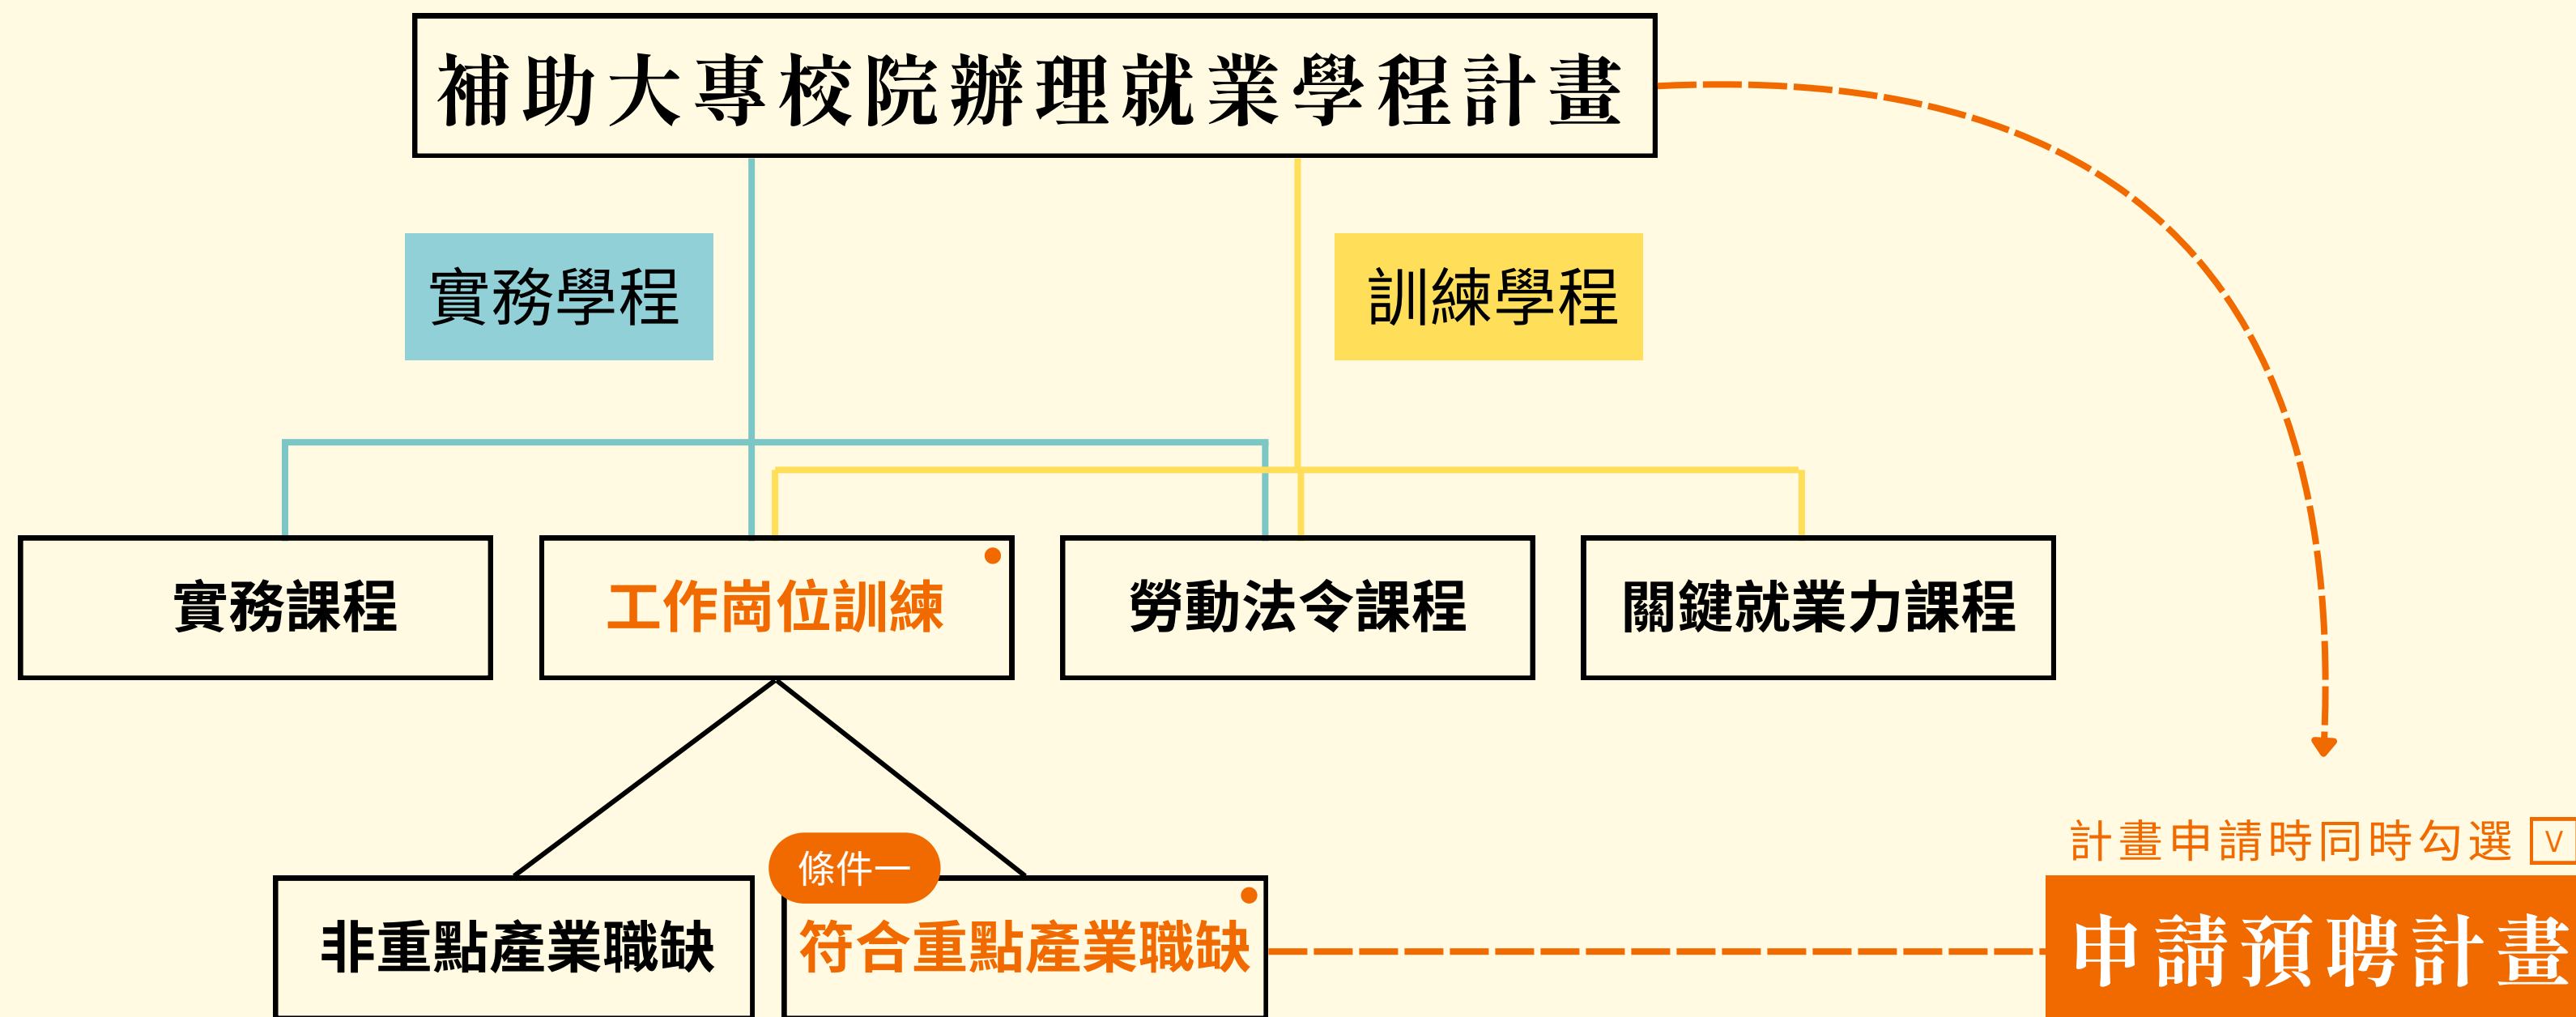 補助大專校院辦理就業學程計畫
實務學程
訓練學程
實務課程
工作崗位訓練
勞動法令課程
關鍵就業力課程
計畫申請時同時勾選 V
條件一
非重點產業職缺
符合重點產業職缺
申請預聘計畫